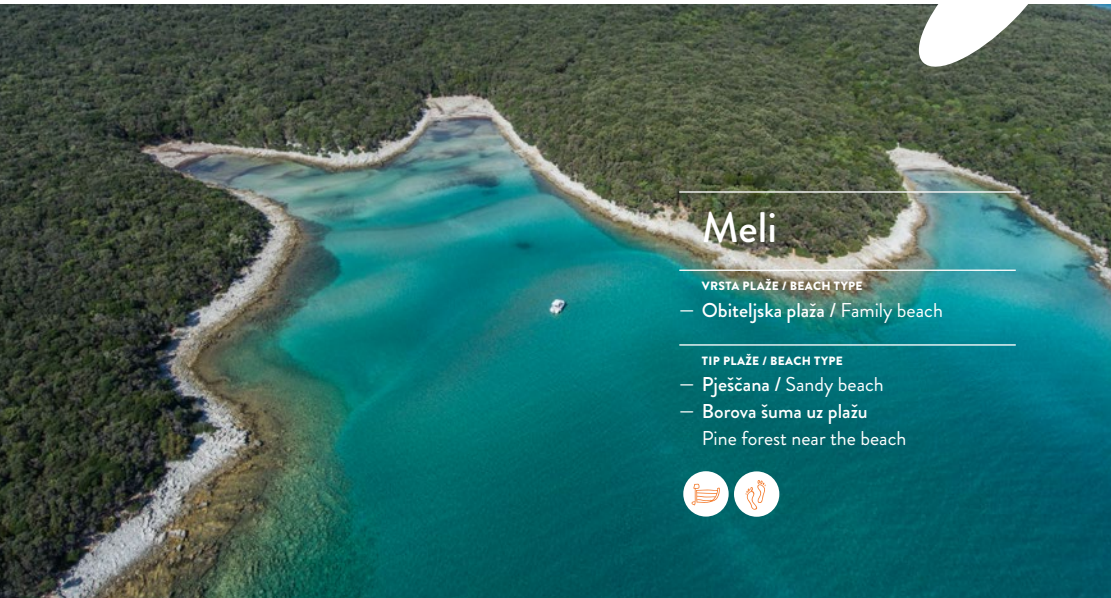 Meli
VRSTA PLAŽE / BEACH TYPE
— Obiteljska plaža / Family beach
TIP PLAŽE / BEACH TYPE
— Pješčana / Sandy beach
— Borova šuma uz plažu
Pine forest near the beach